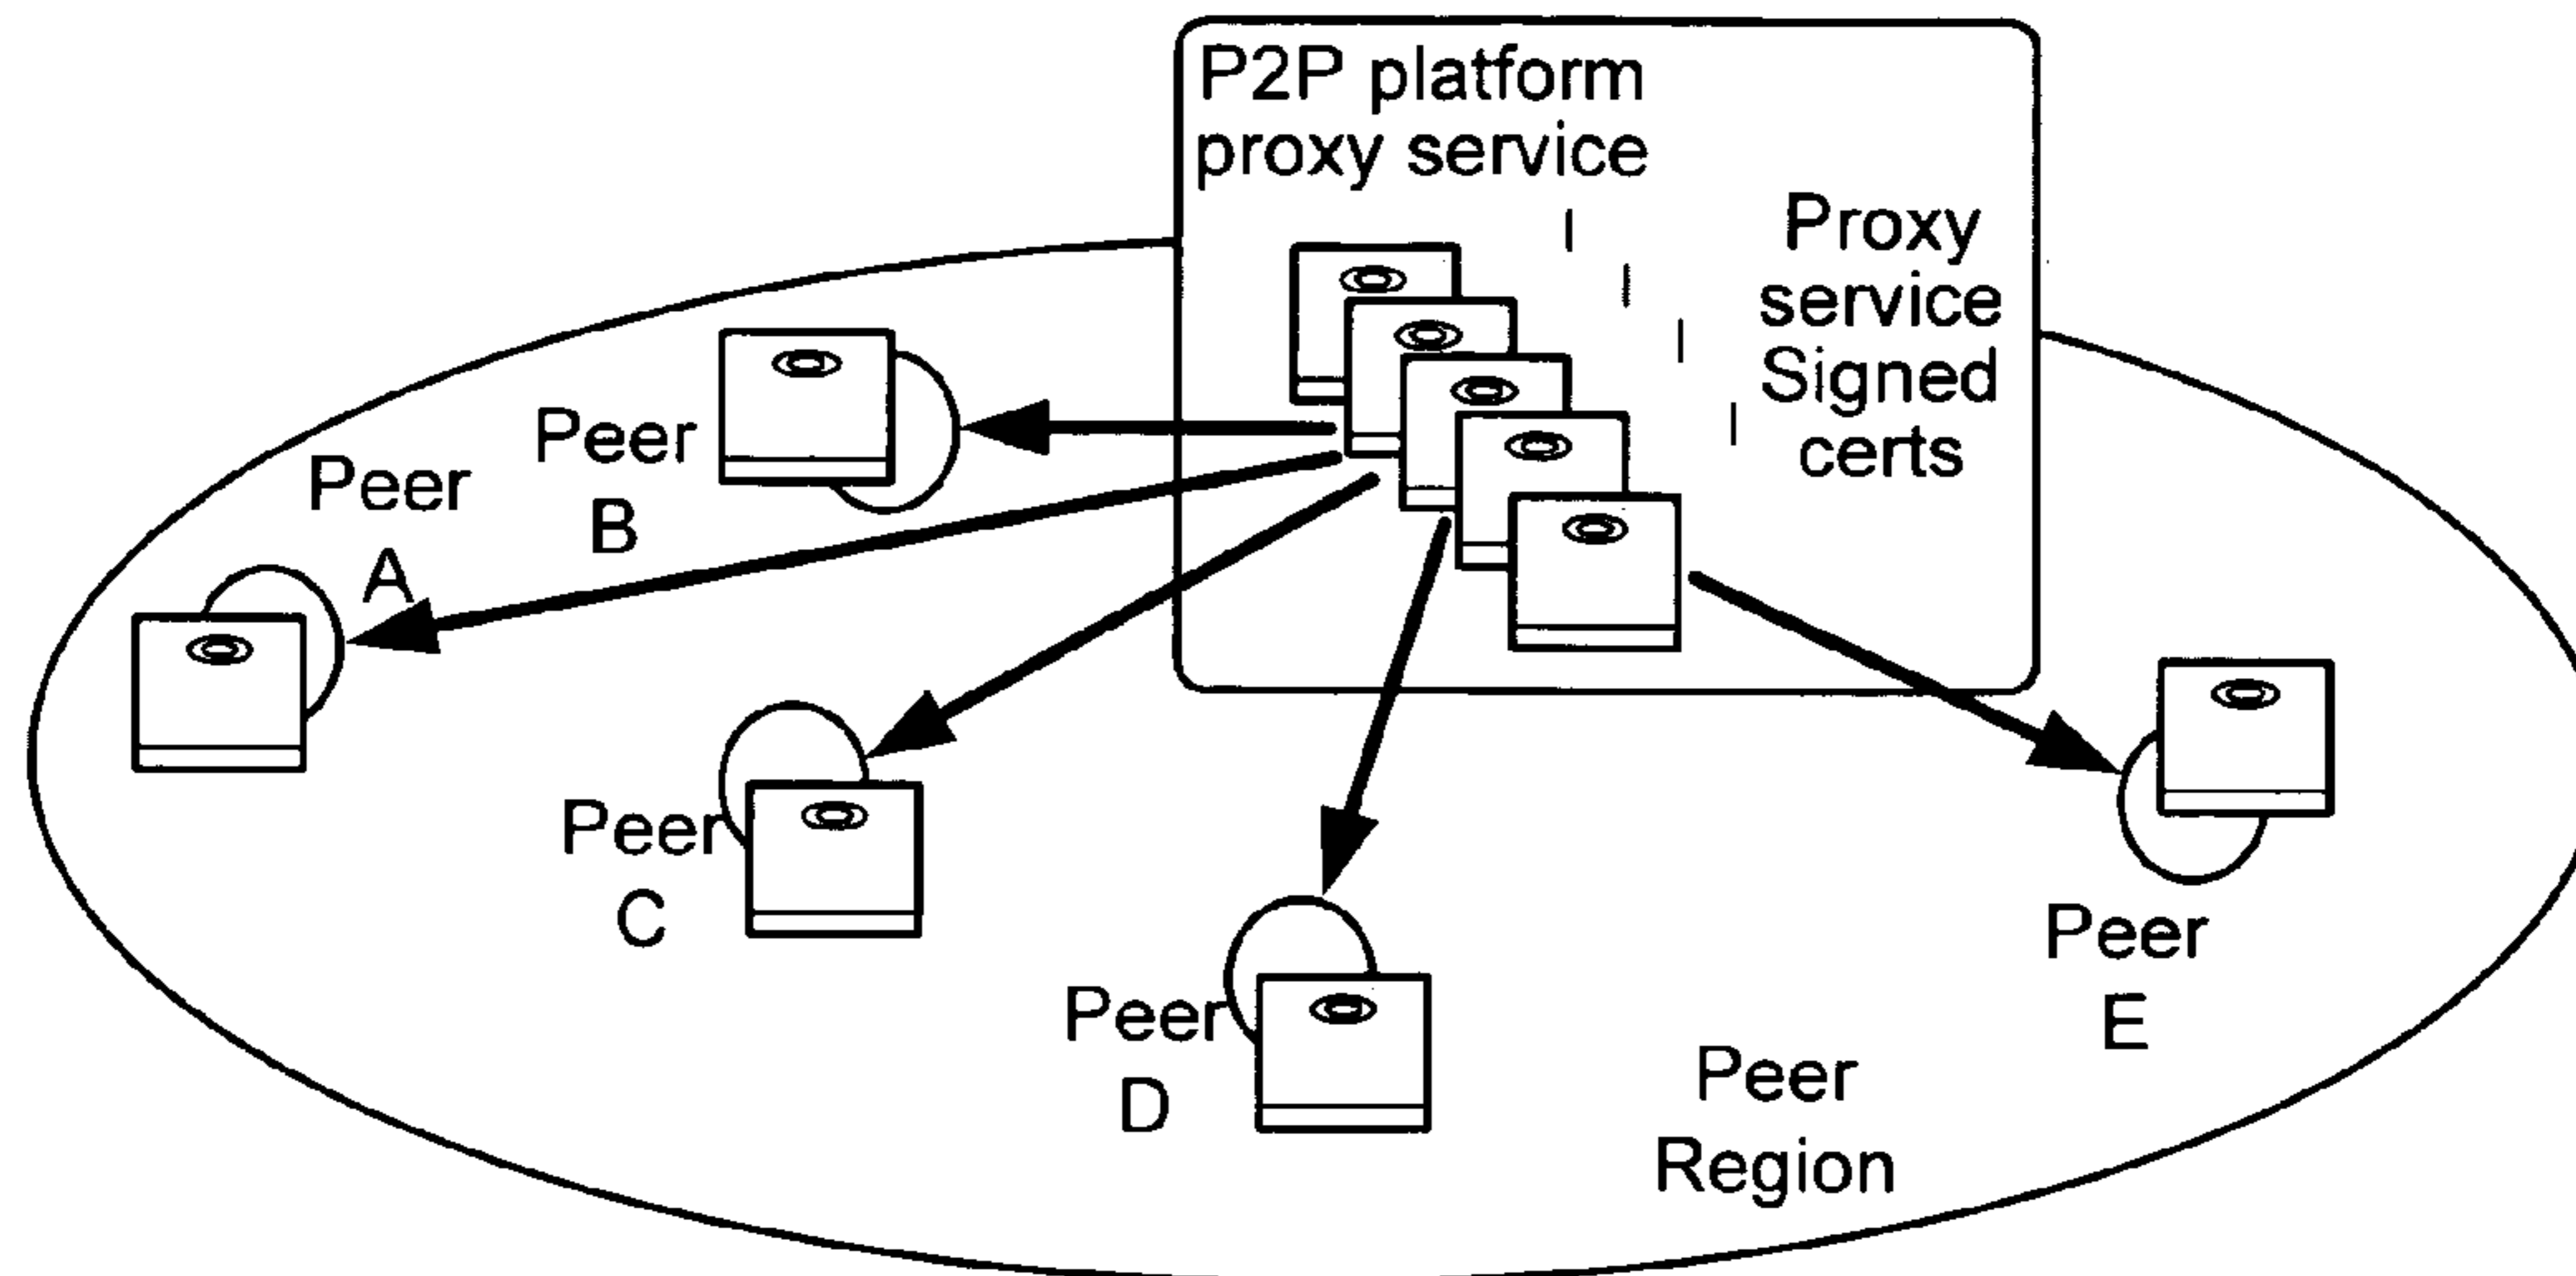 P2P platform
proxy service
Proxy
service
Signed
certs
Peer
A
Peer
B
Peer
C
Peer
D
Peer
E
Peer
Region